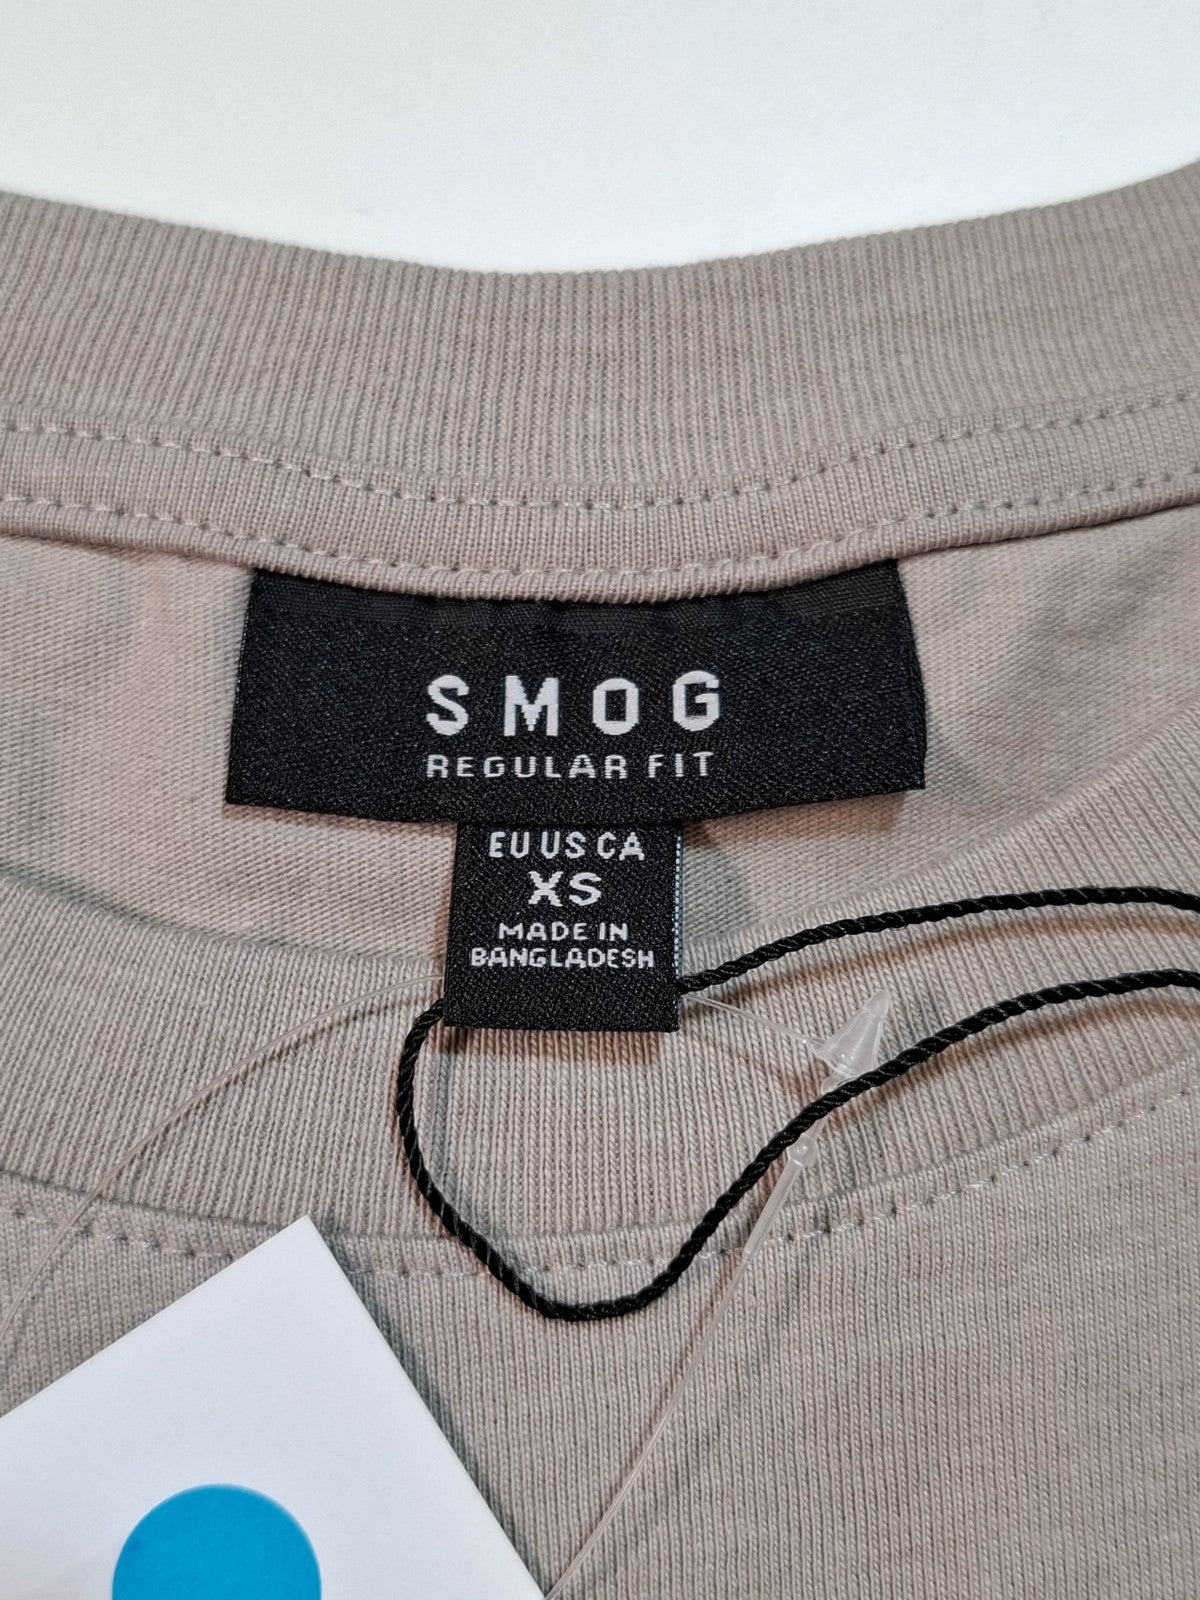 SMOG
REGULAR FIT
EU US CA
XS
MADE IN
BANGLADESH